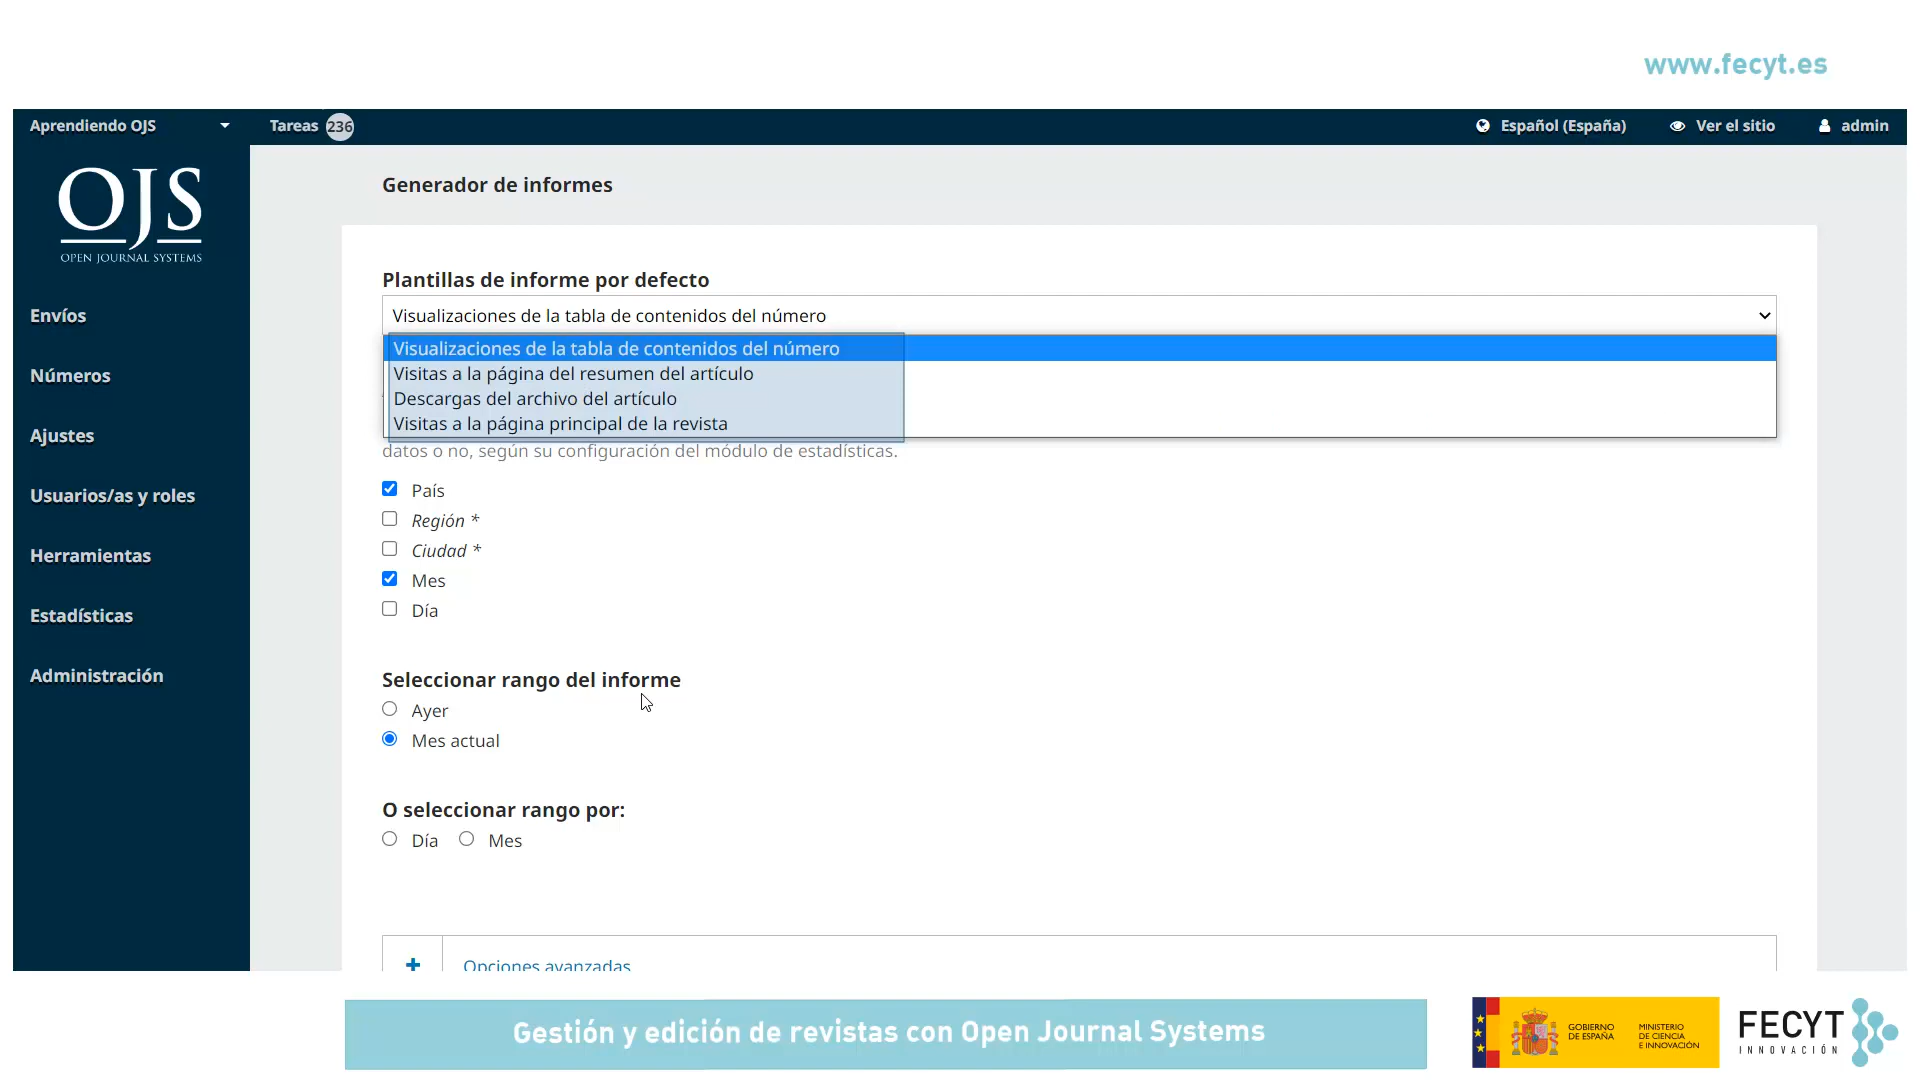 www.fecyt.es
Aprendiendo OJS
Tareas 236
Español (España)
Ver el sitio
admin
OJS
OPEN JOURNAL SYSTEMS
Envíos
Números
Ajustes
Usuarios/as y roles
Herramientas
Estadísticas
Administración
Generador de informes
Plantillas de informe por defecto
Visualizaciones de la tabla de contenidos del número
Visualizaciones de la tabla de contenidos del número
Visitas a la página del resumen del artículo
Descargas del archivo del artículo
Visitas a la página principal de la revista
datos o no, según su configuración del módulo de estadísticas.
País
Región *
Ciudad *
Mes
Día
Seleccionar rango del informe
Ayer
Mes actual
O seleccionar rango por:
Día
Mes
+ Opciones avanzadas
Gestión y edición de revistas con Open Journal Systems
GOBIERNO
DE ESPAÑA
MINISTERIO
DE CIENCIA
E INNOVACIÓN
FECYT
INNOVACIÓN